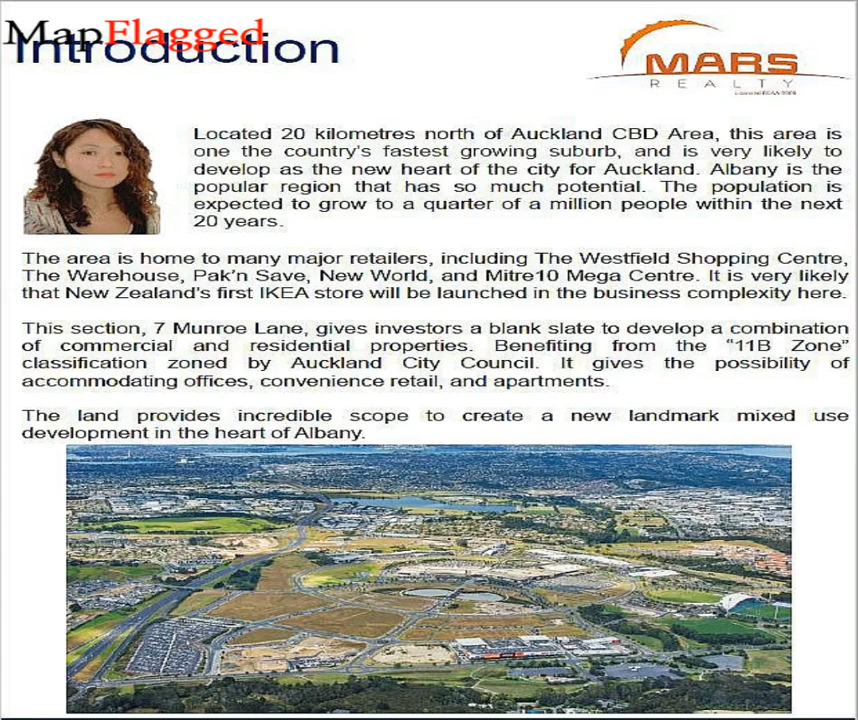 MapFlagged
Introduction
MARS
REALTY
Located 20 kilometres north of Auckland CBD Area, this area is
one the country's fastest growing suburb, and is very likely to
develop as the new heart of the city for Auckland. Albany is the
popular region that has so much potential. The population is
expected to grow to a quarter of a million people within the next
20 years.
The area is home to many major retailers, including The Westfield Shopping Centre,
The Warehouse, Pak'n Save, New World, and Mitre10 Mega Centre. It is very likely
that New Zealand's first IKEA store will be launched in the business complexity here.
This section, 7 Munroe Lane, gives investors a blank slate to develop a combination
of commercial and residential properties. Benefiting from the "11B Zone"
classification zoned by Auckland City Council. It gives the possibility of
accommodating offices, convenience retail, and apartments.
The land provides incredible scope to create a new landmark mixed use
development in the heart of Albany.